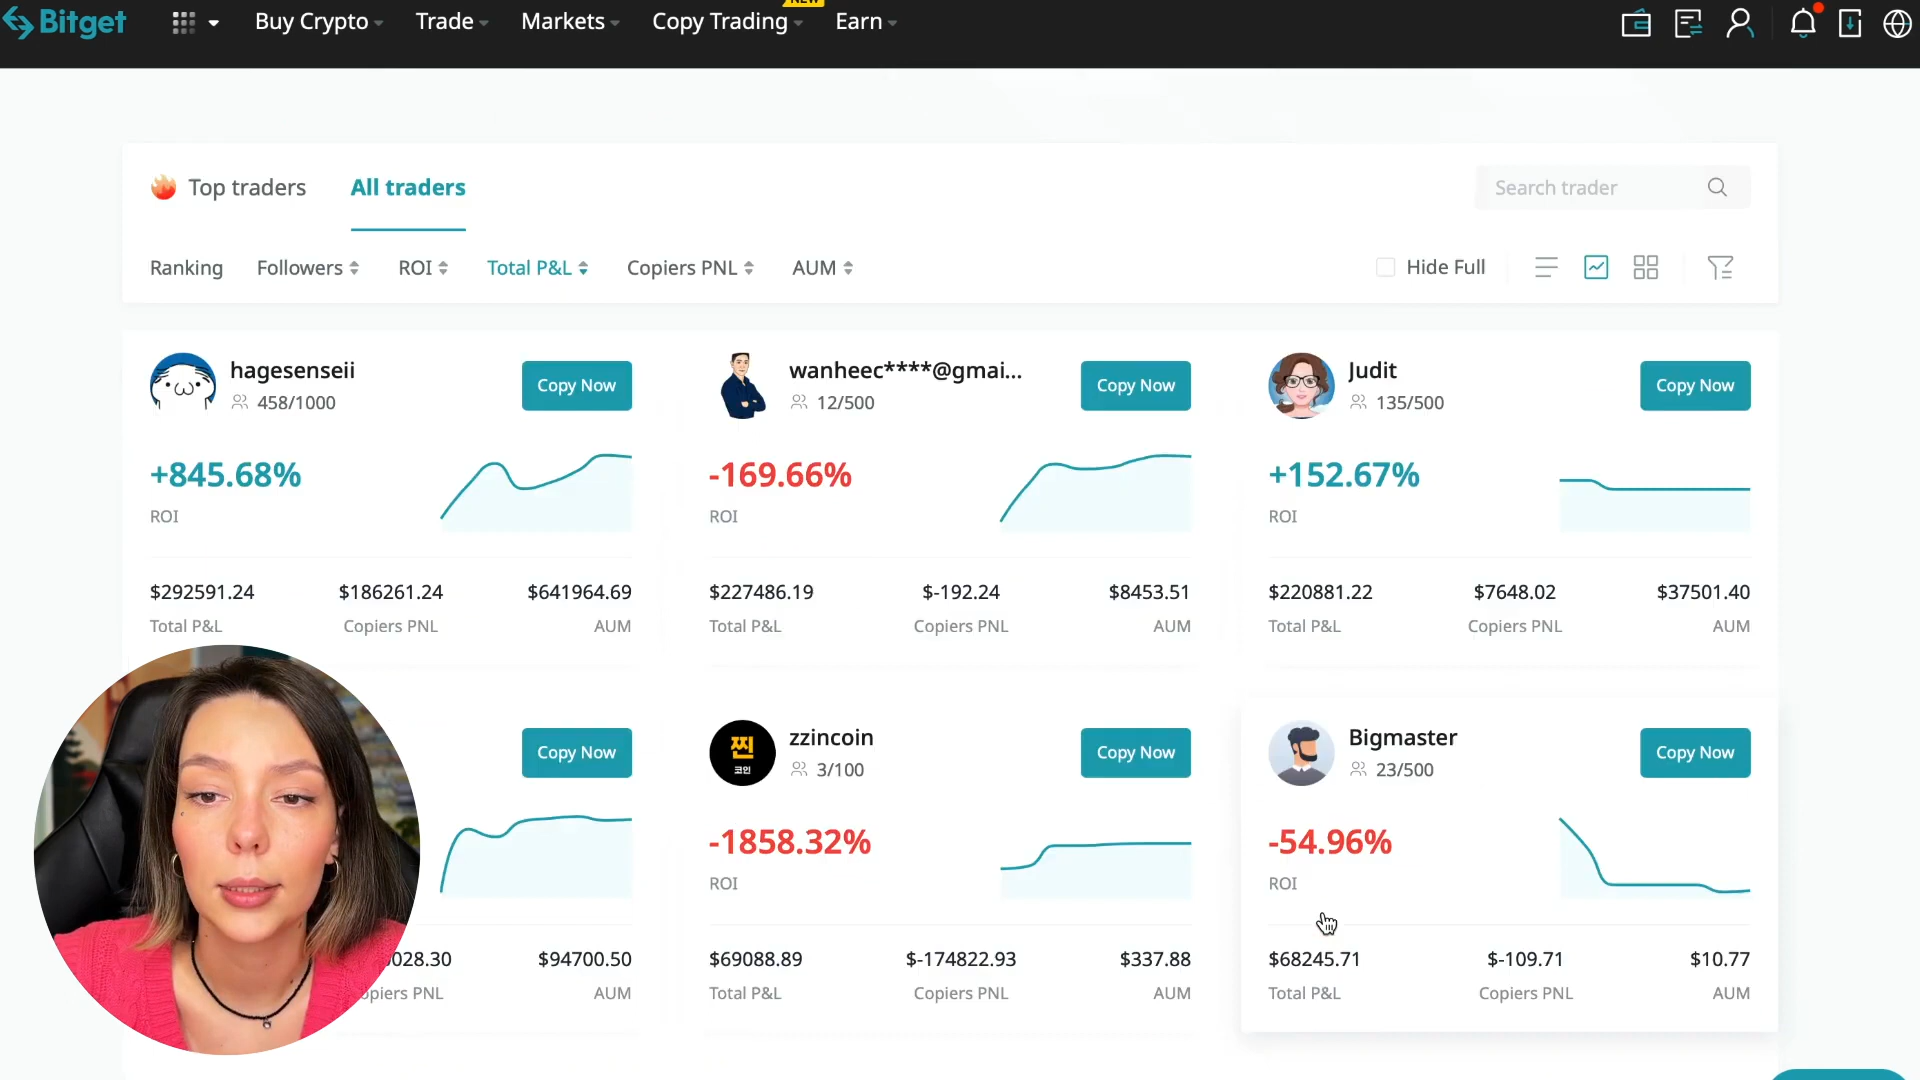 Bitget
Buy Crypto
Trade
Markets
Copy Trading
Earn
Top traders
All traders
Search trader
Ranking
Followers
ROI
Total P&L
Copiers PNL
AUM
Hide Full
hagesenseii
458/1000
Copy Now
+845.68%
ROI
$292591.24
$186261.24
$641964.69
Total P&L
Copiers PNL
AUM
wanheec****@gmai...
12/500
Copy Now
-169.66%
ROI
$227486.19
$-192.24
$8453.51
Total P&L
Copiers PNL
AUM
Judit
135/500
Copy Now
+152.67%
ROI
$220881.22
$7648.02
$37501.40
Total P&L
Copiers PNL
AUM
Copy Now
028.30
$94700.50
opiers PNL
AUM
찐
코인
zzincoin
3/100
Copy Now
-1858.32%
ROI
$69088.89
$-174822.93
$337.88
Total P&L
Copiers PNL
AUM
Bigmaster
23/500
Copy Now
-54.96%
ROI
$68245.71
$-109.71
$10.77
Total P&L
Copiers PNL
AUM